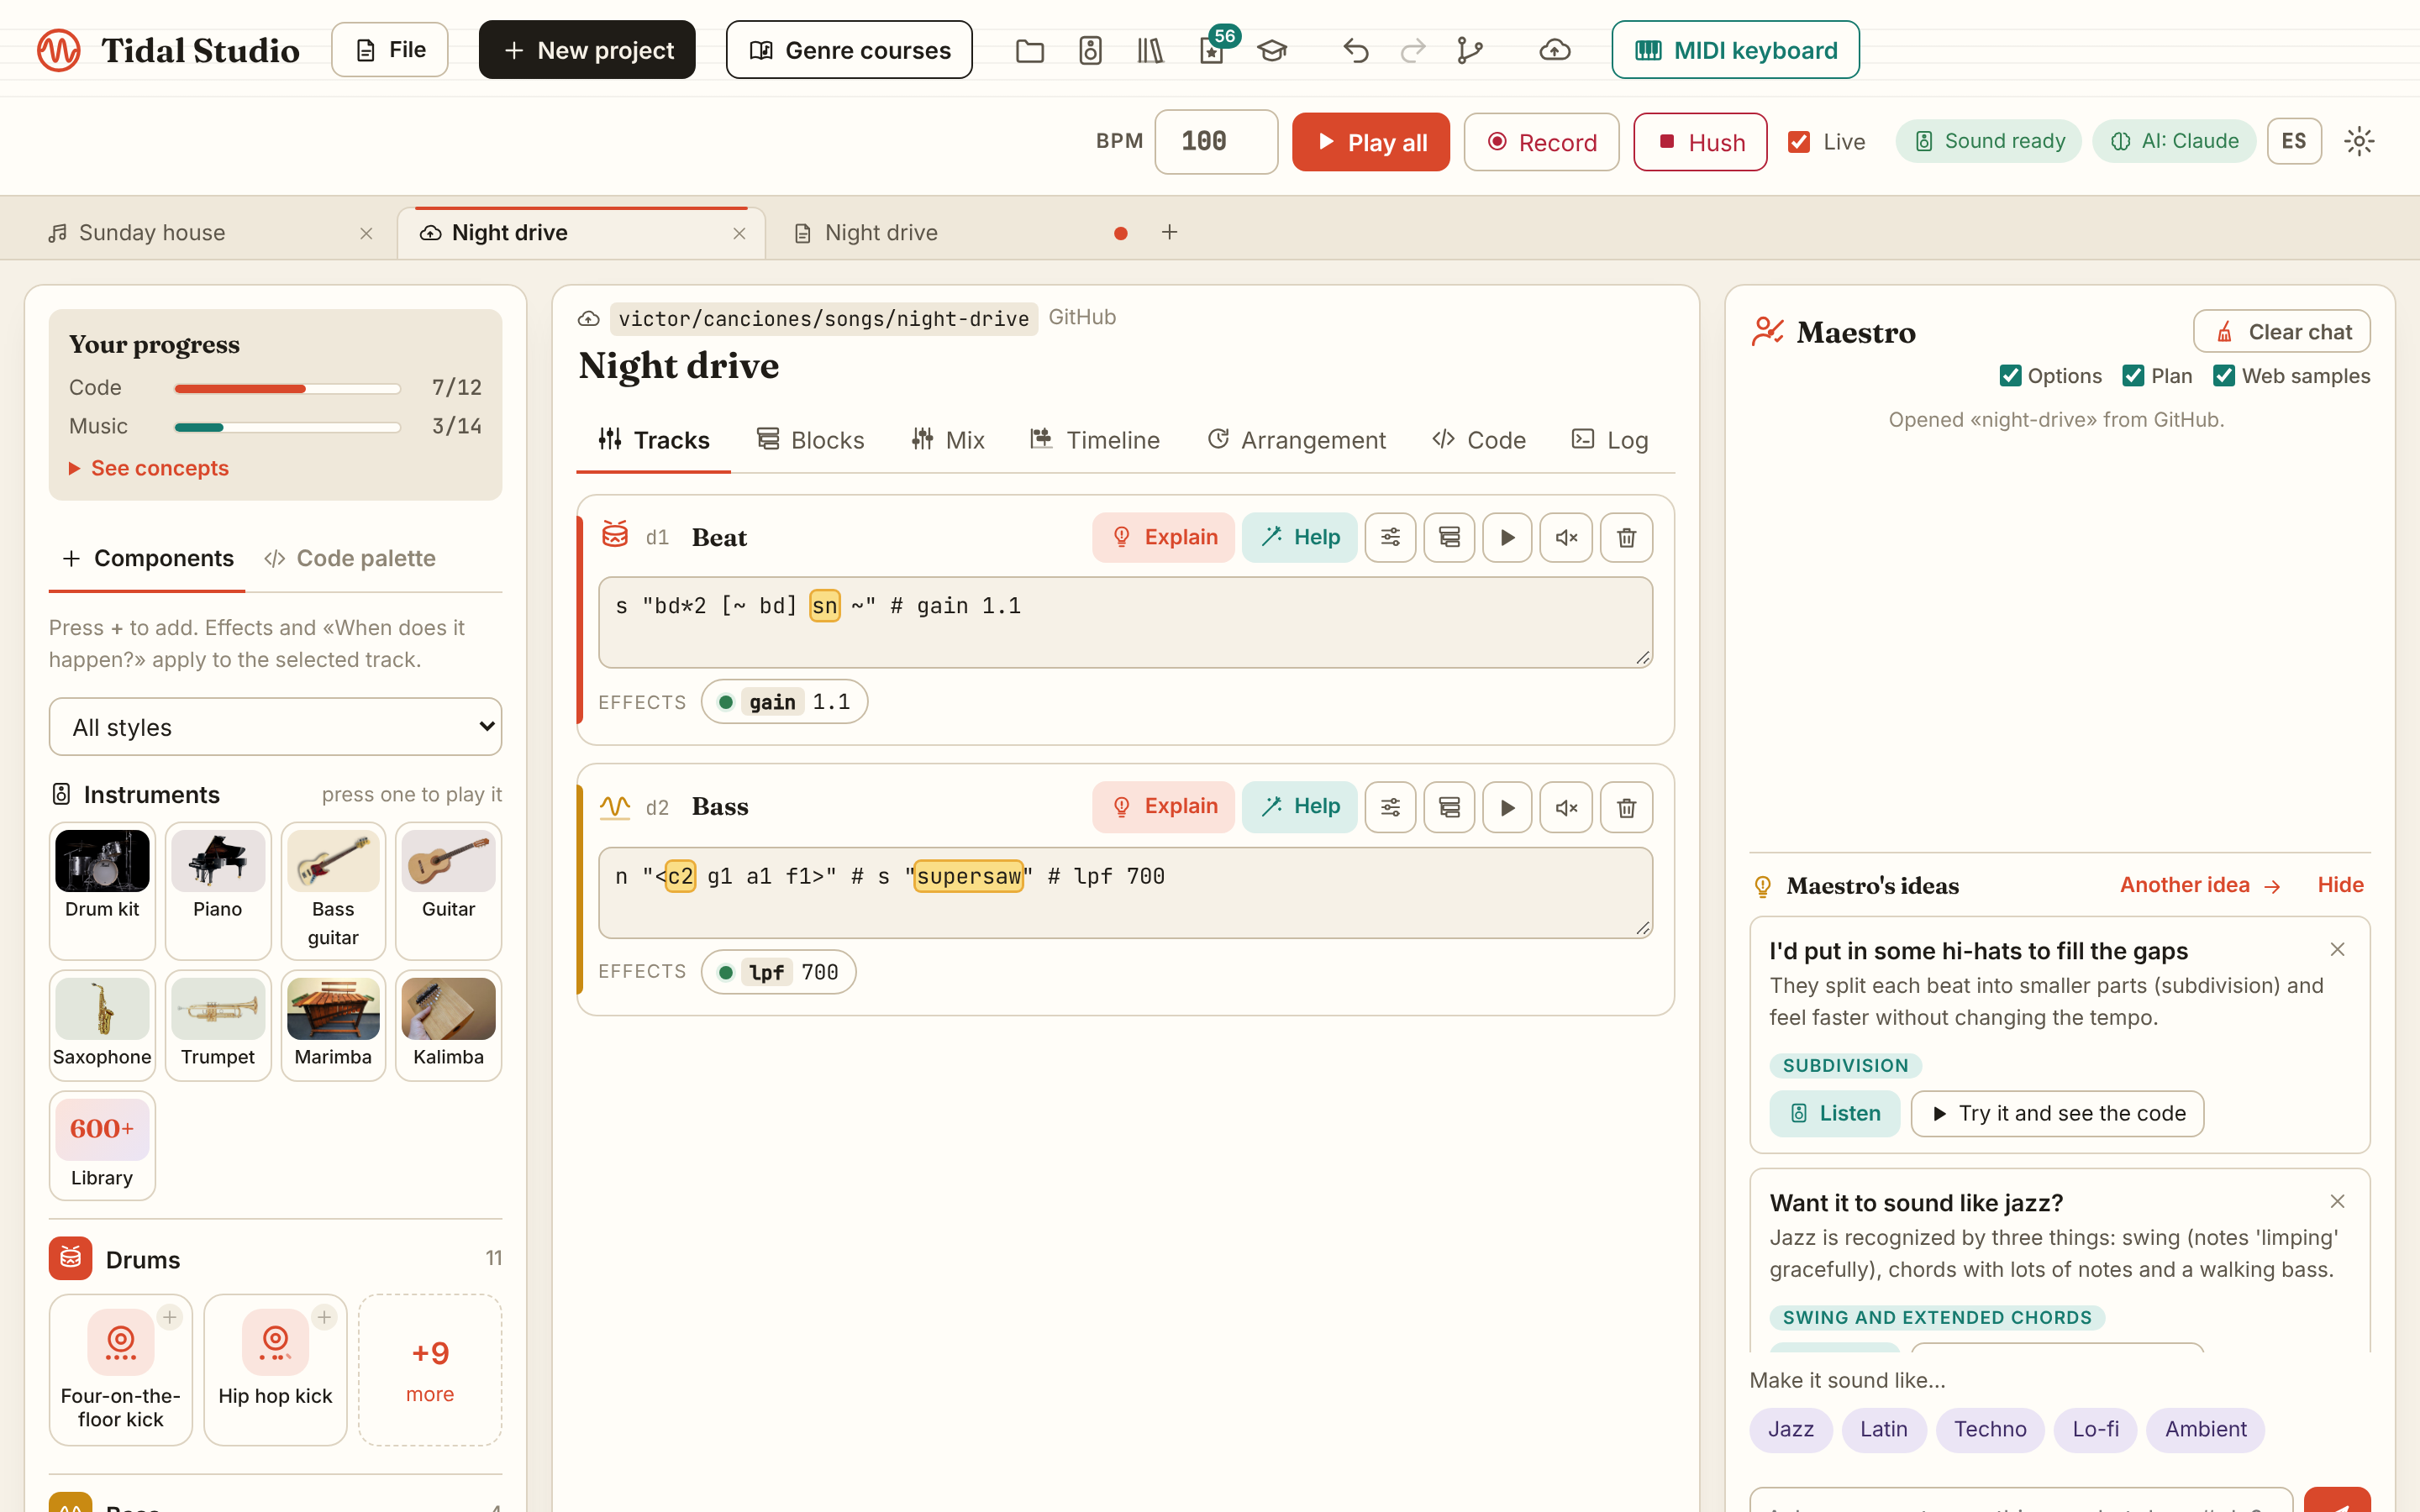 Tidal Studio
File
New project
Genre courses
56
MIDI keyboard
BPM
100
Play all
Record
Hush
Live
Sound ready
AI: Claude
ES
Sunday house
Night drive
Night drive
Your progress
Code
7/12
Music
3/14
See concepts
Components
Code palette
Press + to add. Effects and «When does it
happen?» apply to the selected track.
All styles
Instruments
press one to play it
Drum kit
Piano
Bass
guitar
Guitar
Saxophone
Trumpet
Marimba
Kalimba
600+
Library
Drums
11
Four-on-the-
floor kick
Hip hop kick
+9
more
victor/canciones/songs/night-drive
GitHub
Night drive
Tracks
Blocks
Mix
Timeline
Arrangement
Code
Log
d1
Beat
Explain
Help
s "bd*2 [~ bd] sn ~" # gain 1.1
EFFECTS
gain 1.1
d2
Bass
Explain
Help
n "<c2 g1 a1 f1>" # s "supersaw" # lpf 700
EFFECTS
lpf 700
Maestro
Clear chat
Options
Plan
Web samples
Opened «night-drive» from GitHub.
Maestro's ideas
Another idea →
Hide
I'd put in some hi-hats to fill the gaps
They split each beat into smaller parts (subdivision) and
feel faster without changing the tempo.
SUBDIVISION
Listen
Try it and see the code
Want it to sound like jazz?
Jazz is recognized by three things: swing (notes 'limping'
gracefully), chords with lots of notes and a walking bass.
SWING AND EXTENDED CHORDS
Make it sound like...
Jazz
Latin
Techno
Lo-fi
Ambient